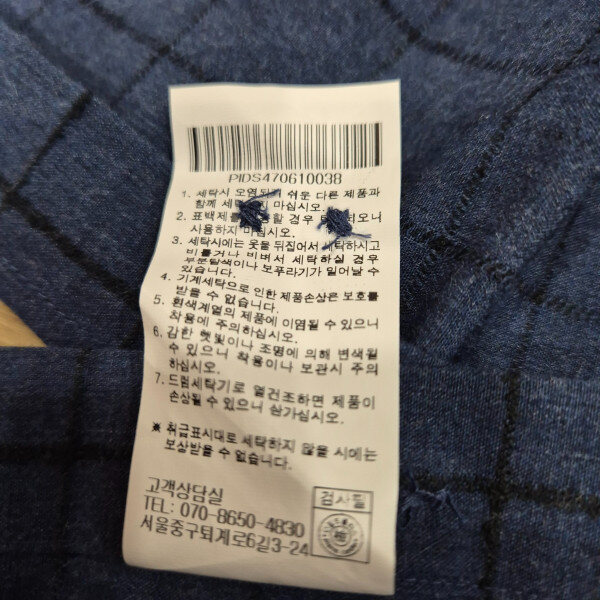 PIDS470610038
1. 세탁시 오염되기 쉬운 다른 제품과
함께 세탁 마십시오.
2. 표백제를 할 경우 되오니
사용하지 마십시오.
3. 세탁시에는 옷을 뒤집어서 세탁하시고
비틀거나 비벼서 세탁하실 경우
부분탈색이나 보푸라기가 일어날 수
있습니다.
4. 기계세탁으로 인한 제품손상은 보호를
받을 수 없습니다.
5. 흰색계열의 제품에 이염될 수 있으니
착용에 주의하십시오.
6. 강한 햇빛이나 조명에 의해 변색될
수 있으니 착용이나 보관시 주의
하십시오.
7. 드럼세탁기로 열건조하면 제품이
손상될 수 있으니 삼가십시오.
※ 취급표시대로 세탁하지 않을 시에는
보상받을 수 없습니다.
고객상담실
TEL: 070-8650-4830
서울중구퇴계로6길3-24
검사필